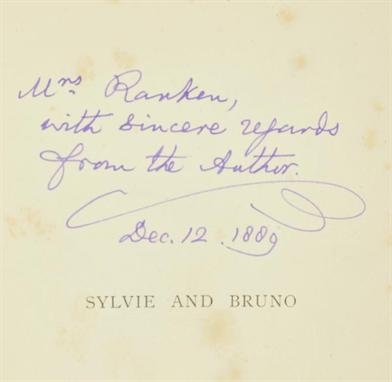 Mrs. Ranken,
with sincere regards
from the Author.
Dec. 12. 1889
SYLVIE AND BRUNO